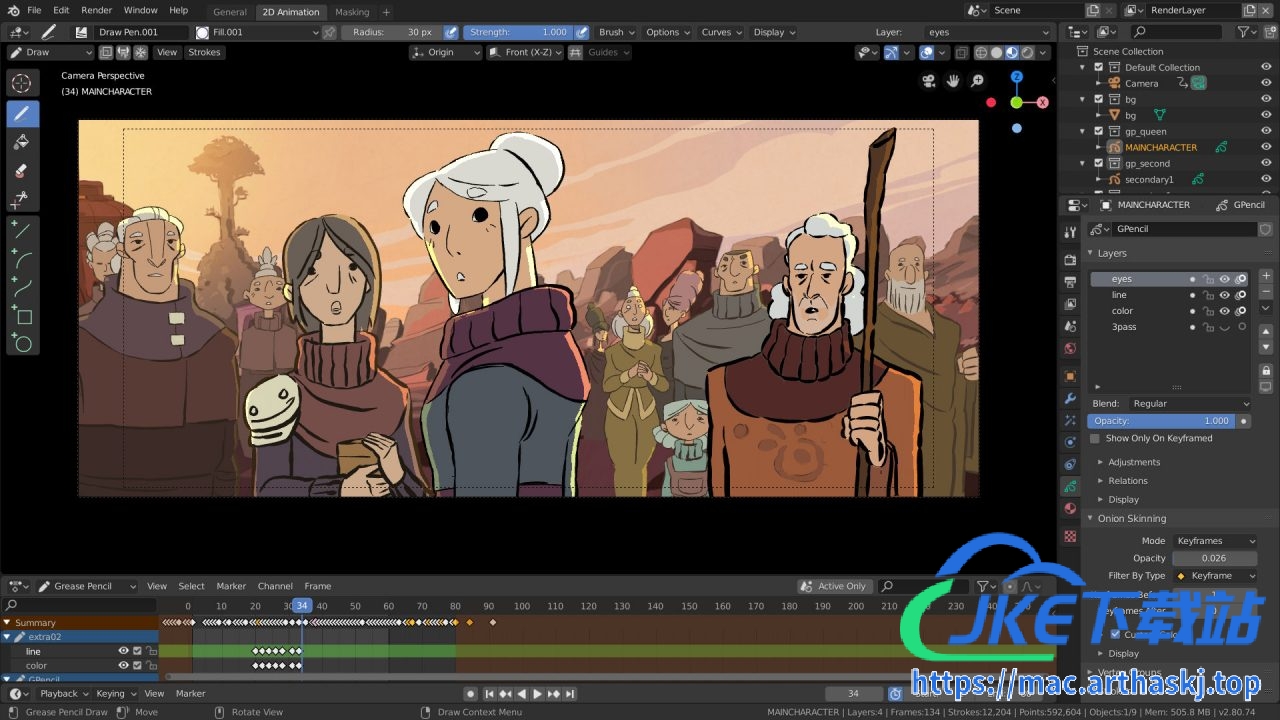 File Edit Render Window Help General 2D Animation Masking + Scene RenderLayer
Draw Pen.001 Fill.001 Radius: 30 px Strength: 1.000 Brush Options Curves Display Layer: eyes
Draw View Strokes Origin Front (X-Z) Guides
Scene Collection
Default Collection
Camera
bg
bg
gp_queen
MAINCHARACTER
gp_second
secondary1
Camera Perspective
(34) MAINCHARACTER
Z
X
MAINCHARACTER GPencil
GPencil
Layers
eyes
line
color
3pass
Blend: Regular
Opacity: 1.000
Show Only On Keyframed
Adjustments
Relations
Display
Onion Skinning
Mode Keyframes
Opacity 0.026
Filter By Type Keyframe
Display
JKE下载站
https://mac.arthaskj.top
Grease Pencil View Select Marker Channel Frame Active Only
0 10 20 34 40 50 60 70 80 90 100 110 120 130 140 150 160 170 180 190 200 210 220 230
Summary
extra02
line
color
GPencil
Playback Keying View Marker 34
Grease Pencil Draw Move Rotate View Draw Context Menu MAINCHARACTER | Layers:4 | Frames:134 | Strokes:12,204 | Points:592,604 | Objects:1/9 | Mem: 505.8 MB | v2.80.74